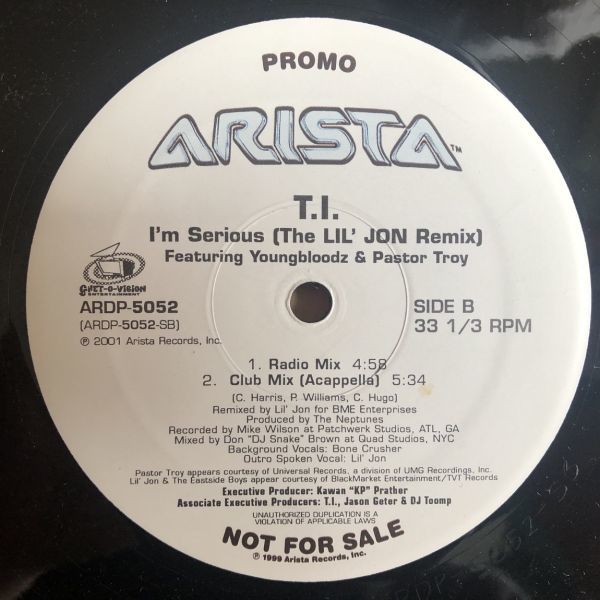 PROMO
ARISTA™
T.I.
I'm Serious (The LIL' JON Remix)
Featuring Youngbloodz & Pastor Troy
GHET-O-VISION
ENTERTAINMENT
ARDP-5052
(ARDP-5052-SB)
℗ 2001 Arista Records, Inc.
SIDE B
33 1/3 RPM
1. Radio Mix 4:58
2. Club Mix (Acappella) 5:34
(C. Harris, P. Williams, C. Hugo)
Remixed by Lil' Jon for BME Enterprises
Produced by The Neptunes
Recorded by Mike Wilson at Patchwerk Studios, ATL, GA
Mixed by Don "DJ Snake" Brown at Quad Studios, NYC
Background Vocals: Bone Crusher
Outro Spoken Vocal: Lil' Jon
Pastor Troy appears courtesy of Universal Records, a division of UMG Recordings, Inc.
Lil' Jon & The Eastside Boys appear courtesy of BlackMarket Entertainment/TVT Records
Executive Producer: Kawan "KP" Prather
Associate Executive Producers: T.I., Jason Geter & DJ Toomp
UNAUTHORIZED DUPLICATION IS A
VIOLATION OF APPLICABLE LAWS
NOT FOR SALE
℗ 1999 Arista Records, Inc.